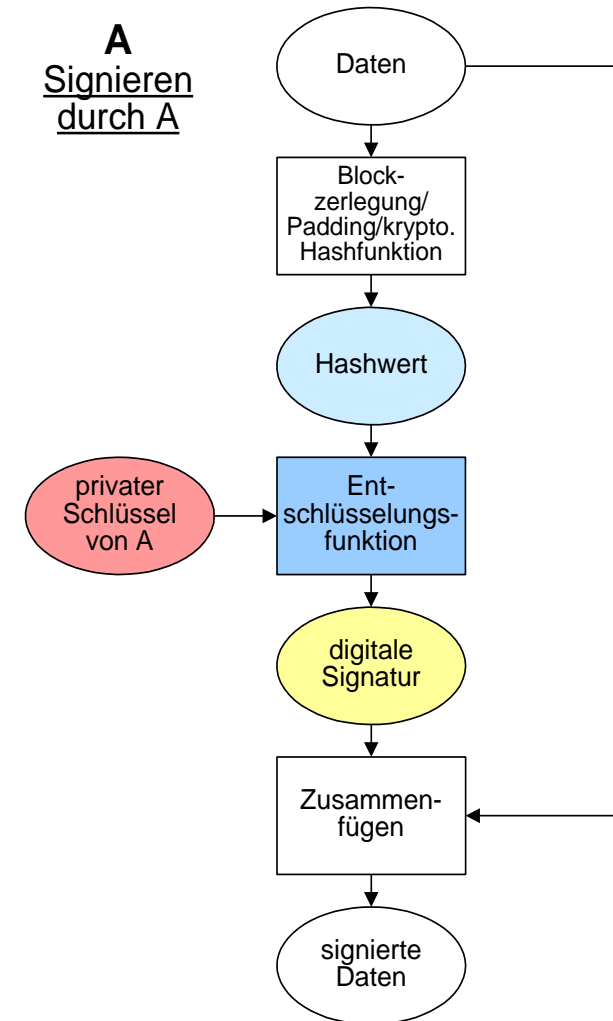 A
Signieren
durch A
Daten
Block-
zerlegung/
Padding/krypto.
Hashfunktion
Hashwert
privater
Schlüssel
von A
Ent-
schlüsselungs-
funktion
digitale
Signatur
Zusammen-
fügen
signierte
Daten